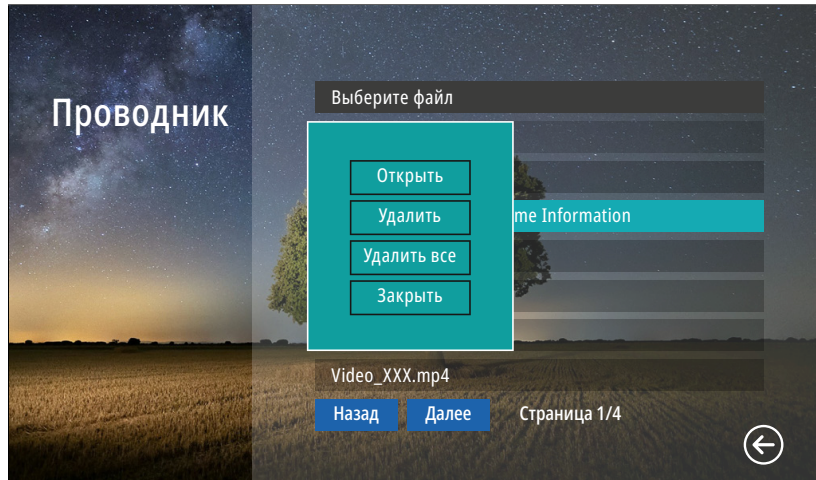 Проводник
Выберите файл
Открыть
Удалить
me Information
Удалить все
Закрыть
Video_XXX.mp4
Назад
Далее
Страница 1/4